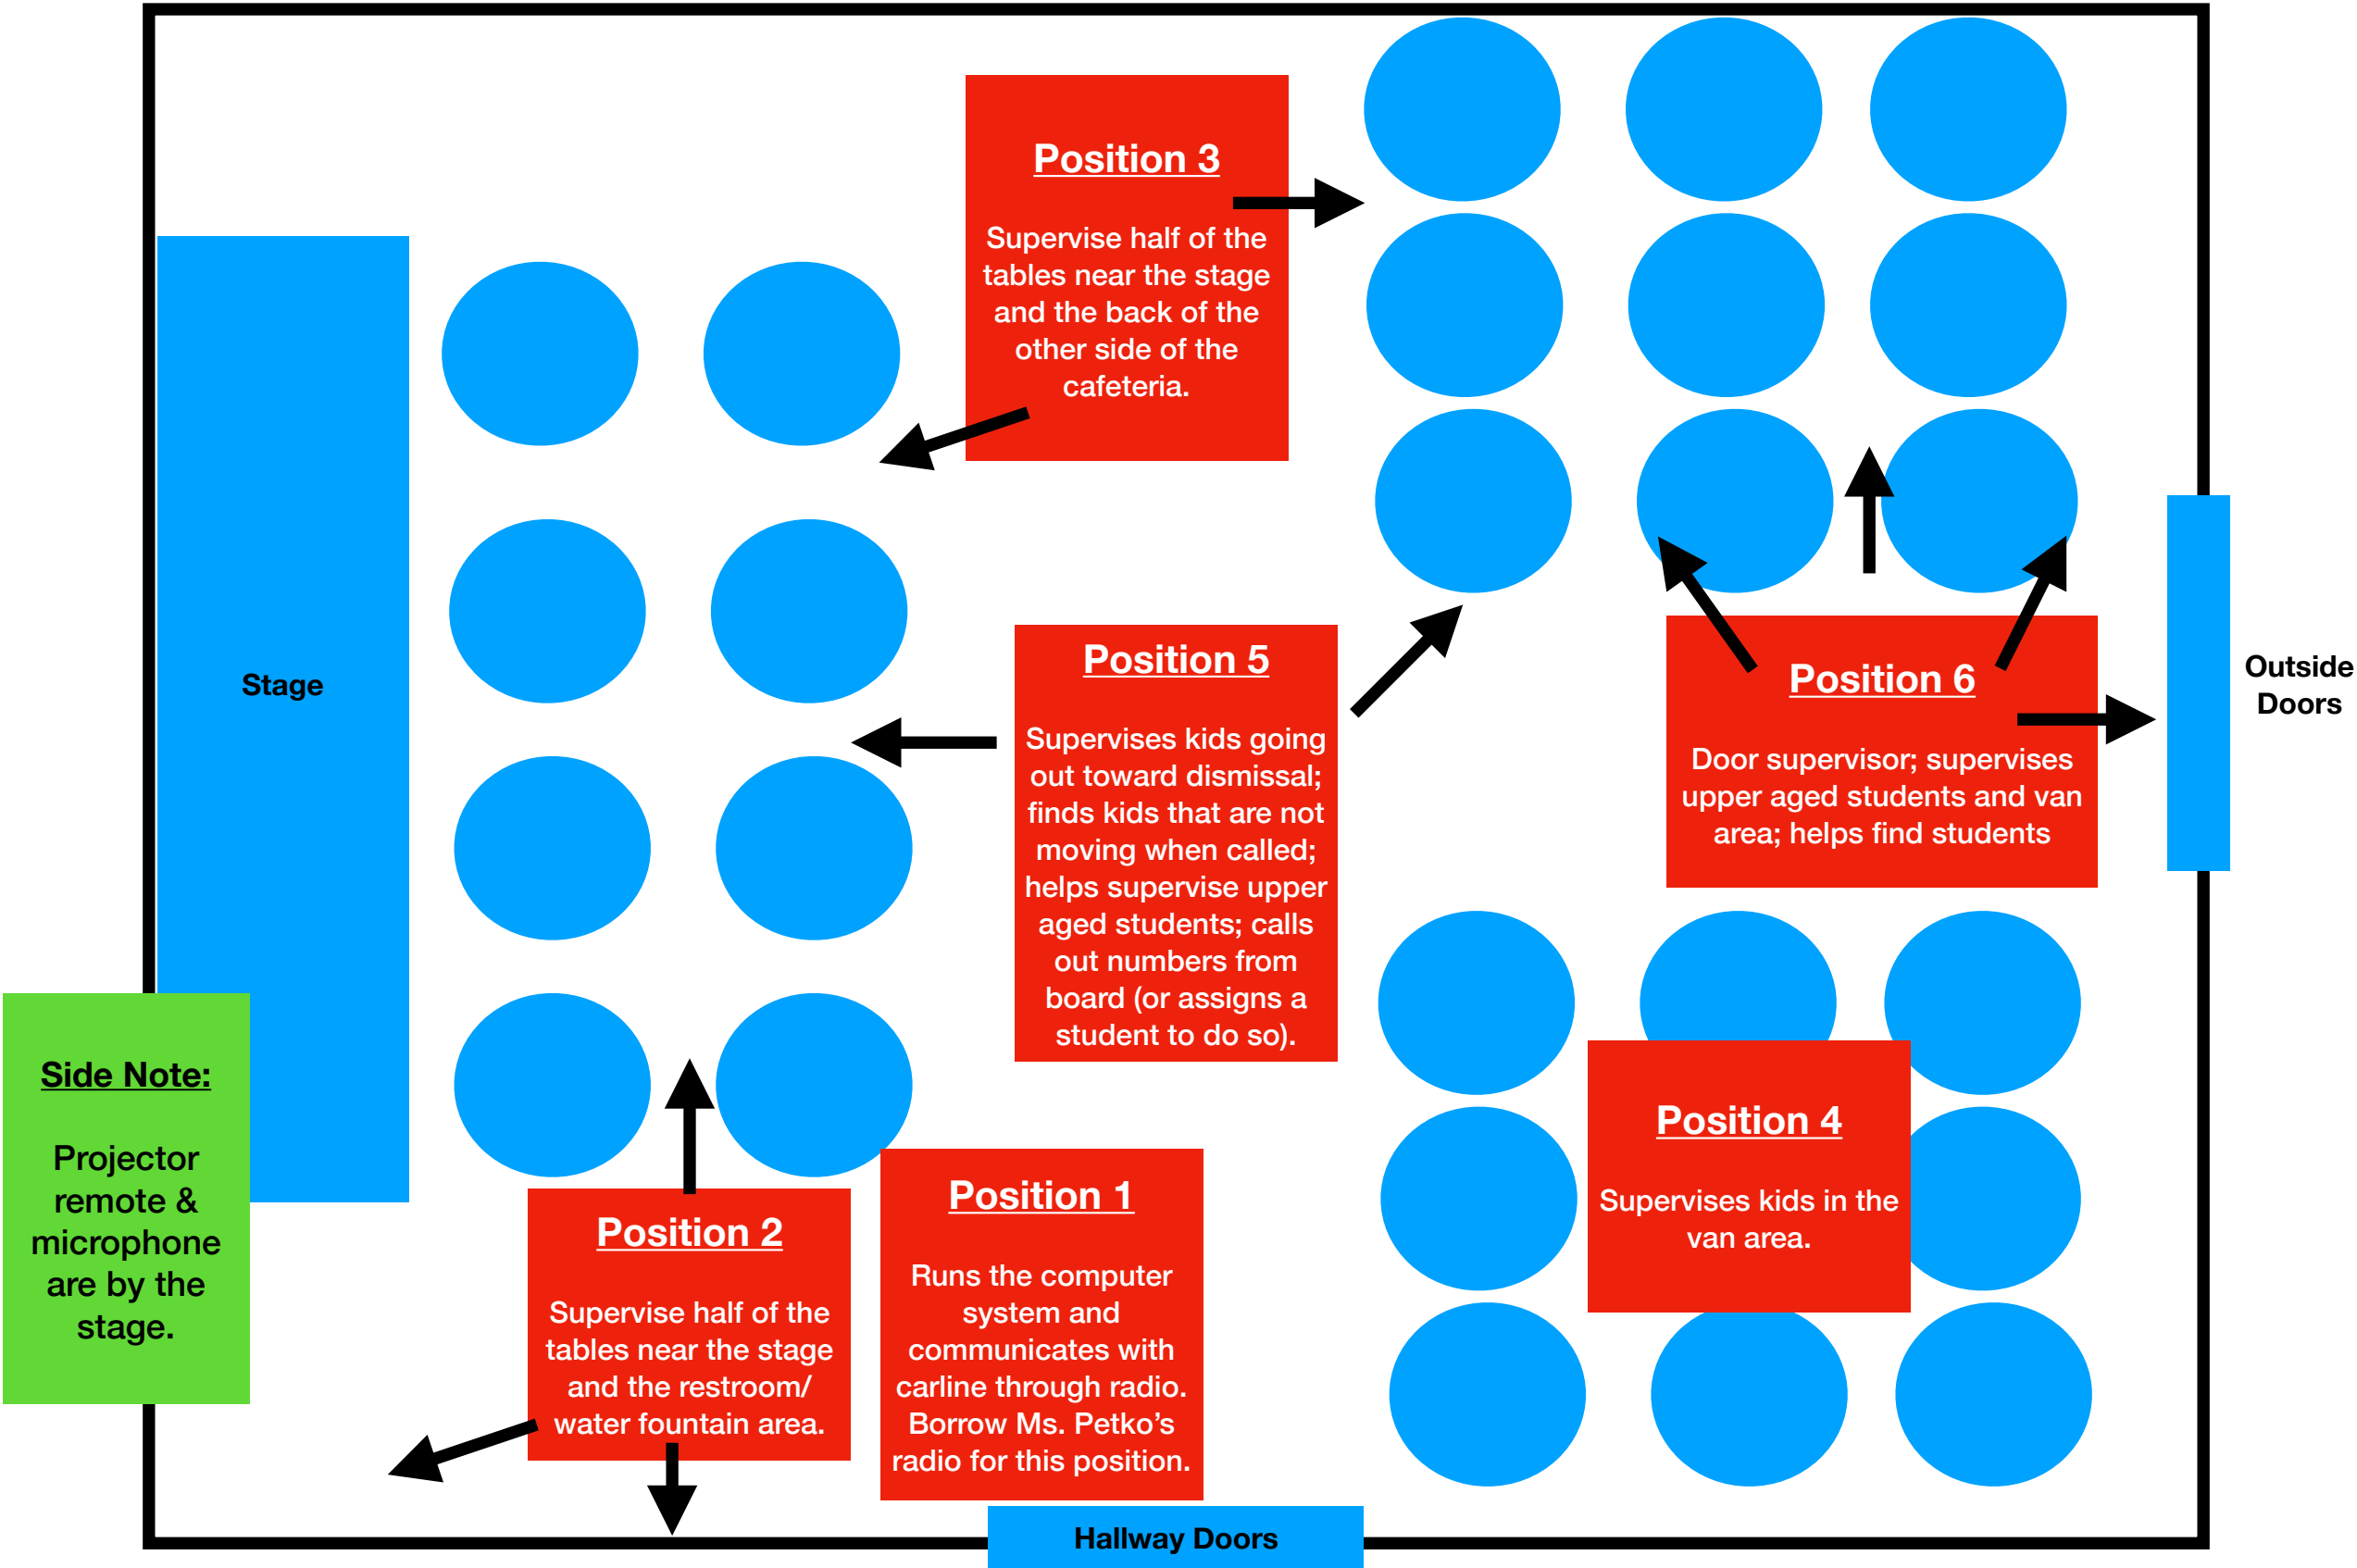 Position 3
Supervise half of the
tables near the stage
and the back of the
other side of the
cafeteria.
Stage
Position 5
Supervises kids going
out toward dismissal;
finds kids that are not
moving when called;
helps supervise upper
aged students; calls
out numbers from
board (or assigns a
student to do so).
Position 6
Door supervisor; supervises
upper aged students and van
area; helps find students
Outside
Doors
Side Note:
Projector
remote &
microphone
are by the
stage.
Position 2
Supervise half of the
tables near the stage
and the restroom/
water fountain area.
Position 1
Runs the computer
system and
communicates with
carline through radio.
Borrow Ms. Petko’s
radio for this position.
Position 4
Supervises kids in the
van area.
Hallway Doors